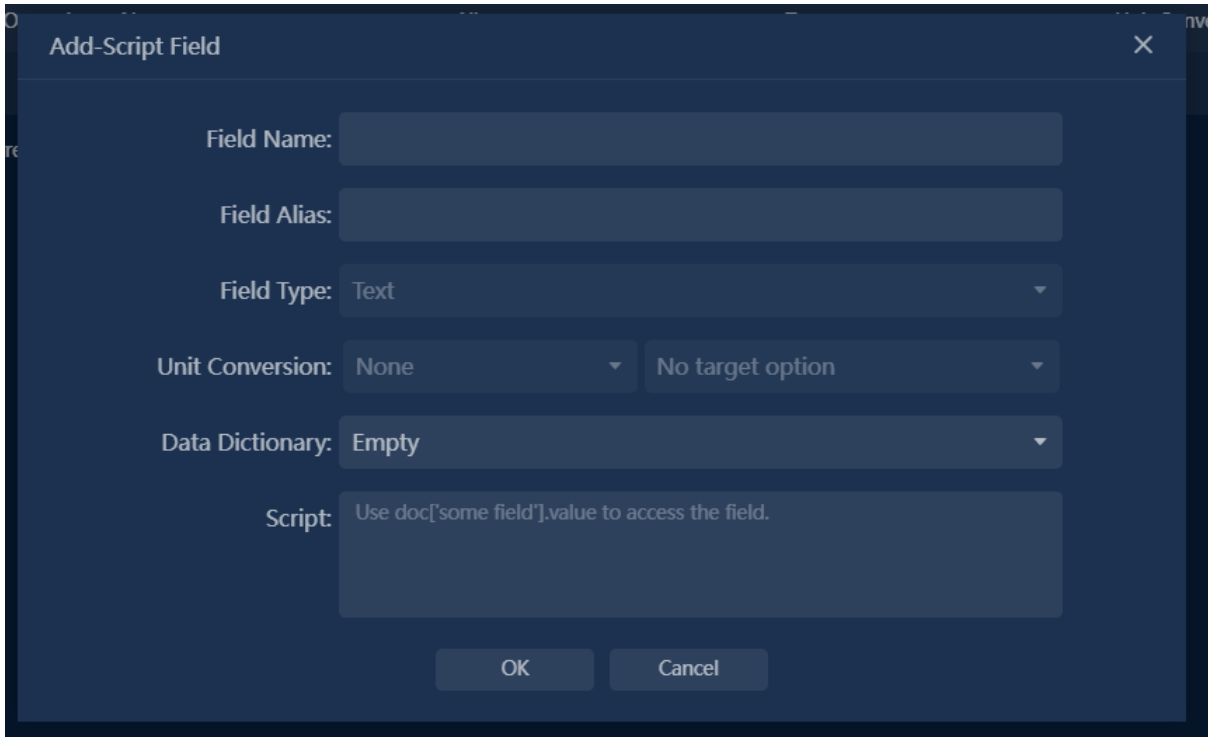 Add-Script Field
Field Name:
Field Alias:
Field Type: Text
Unit Conversion: None No target option
Data Dictionary: Empty
Script: Use doc['some field'].value to access the field.
OK Cancel